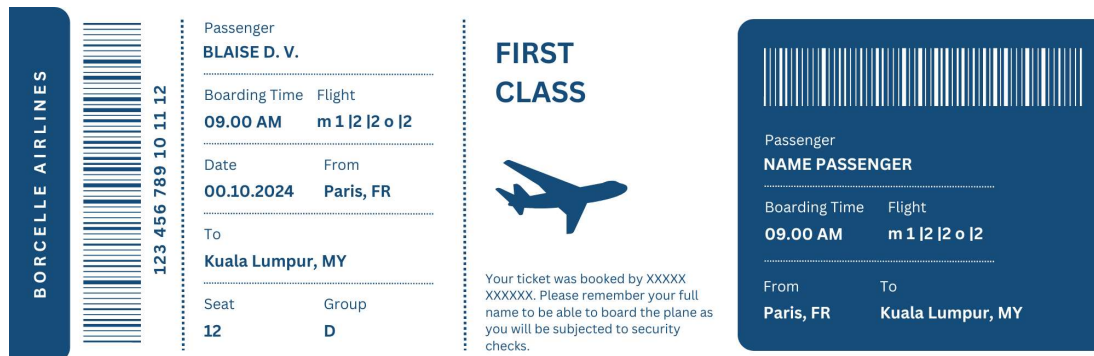 BORCELLE AIRLINES
123 456 789 10 11 12
Passenger
BLAISE D. V.
Boarding Time Flight
09.00 AM m 1 |2 |2 o |2
Date From
00.10.2024 Paris, FR
To
Kuala Lumpur, MY
Seat Group
12 D
FIRST
CLASS
Your ticket was booked by XXXXX
XXXXXX. Please remember your full
name to be able to board the plane as
you will be subjected to security
checks.
Passenger
NAME PASSENGER
Boarding Time Flight
09.00 AM m 1 |2 |2 o |2
From To
Paris, FR Kuala Lumpur, MY